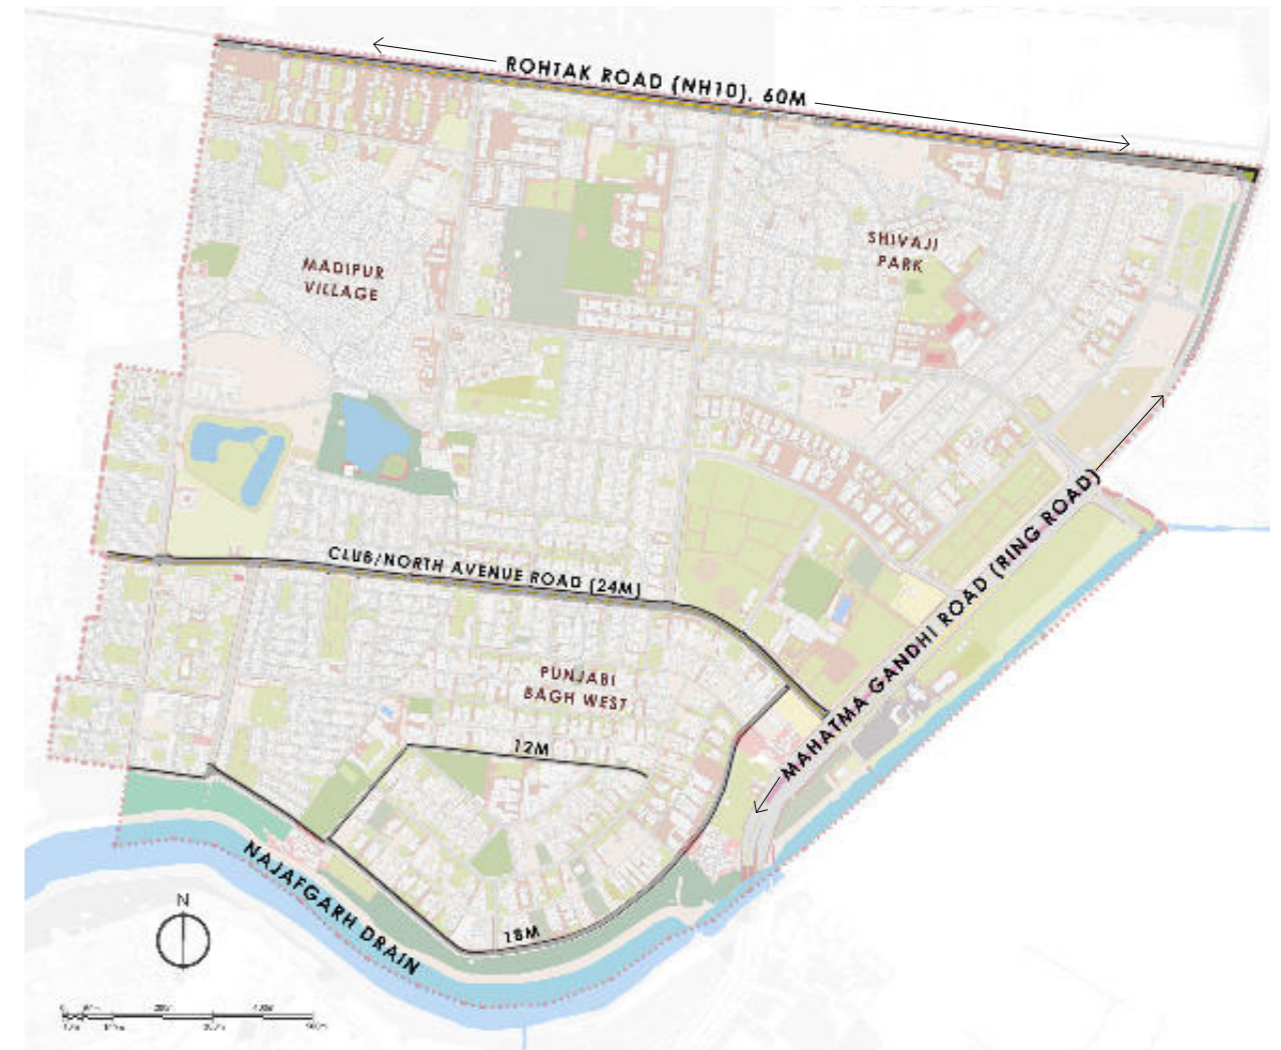 ROHTAK ROAD (NH10), 60M
SHIVAJI
PARK
MADIPUR
VILLAGE
MAHATMA GANDHI ROAD (RING ROAD)
CLUB/NORTH AVENUE ROAD (24M)
PUNJABI
BAGH WEST
12M
NAJAFGARH DRAIN
18M
N